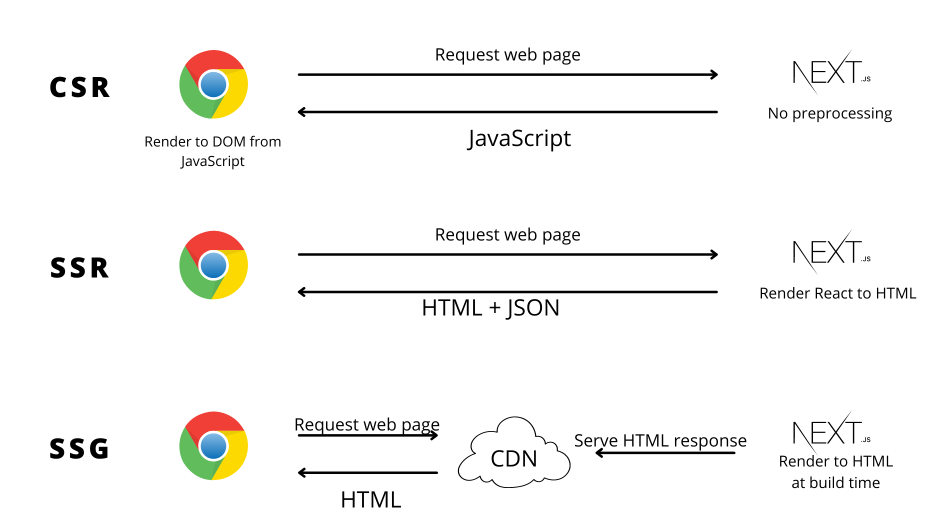 CSR
Request web page
NEXT.JS
No preprocessing
JavaScript
Render to DOM from
JavaScript
SSR
Request web page
NEXT.JS
Render React to HTML
HTML + JSON
SSG
Request web page
CDN
Serve HTML response
NEXT.JS
Render to HTML
at build time
HTML